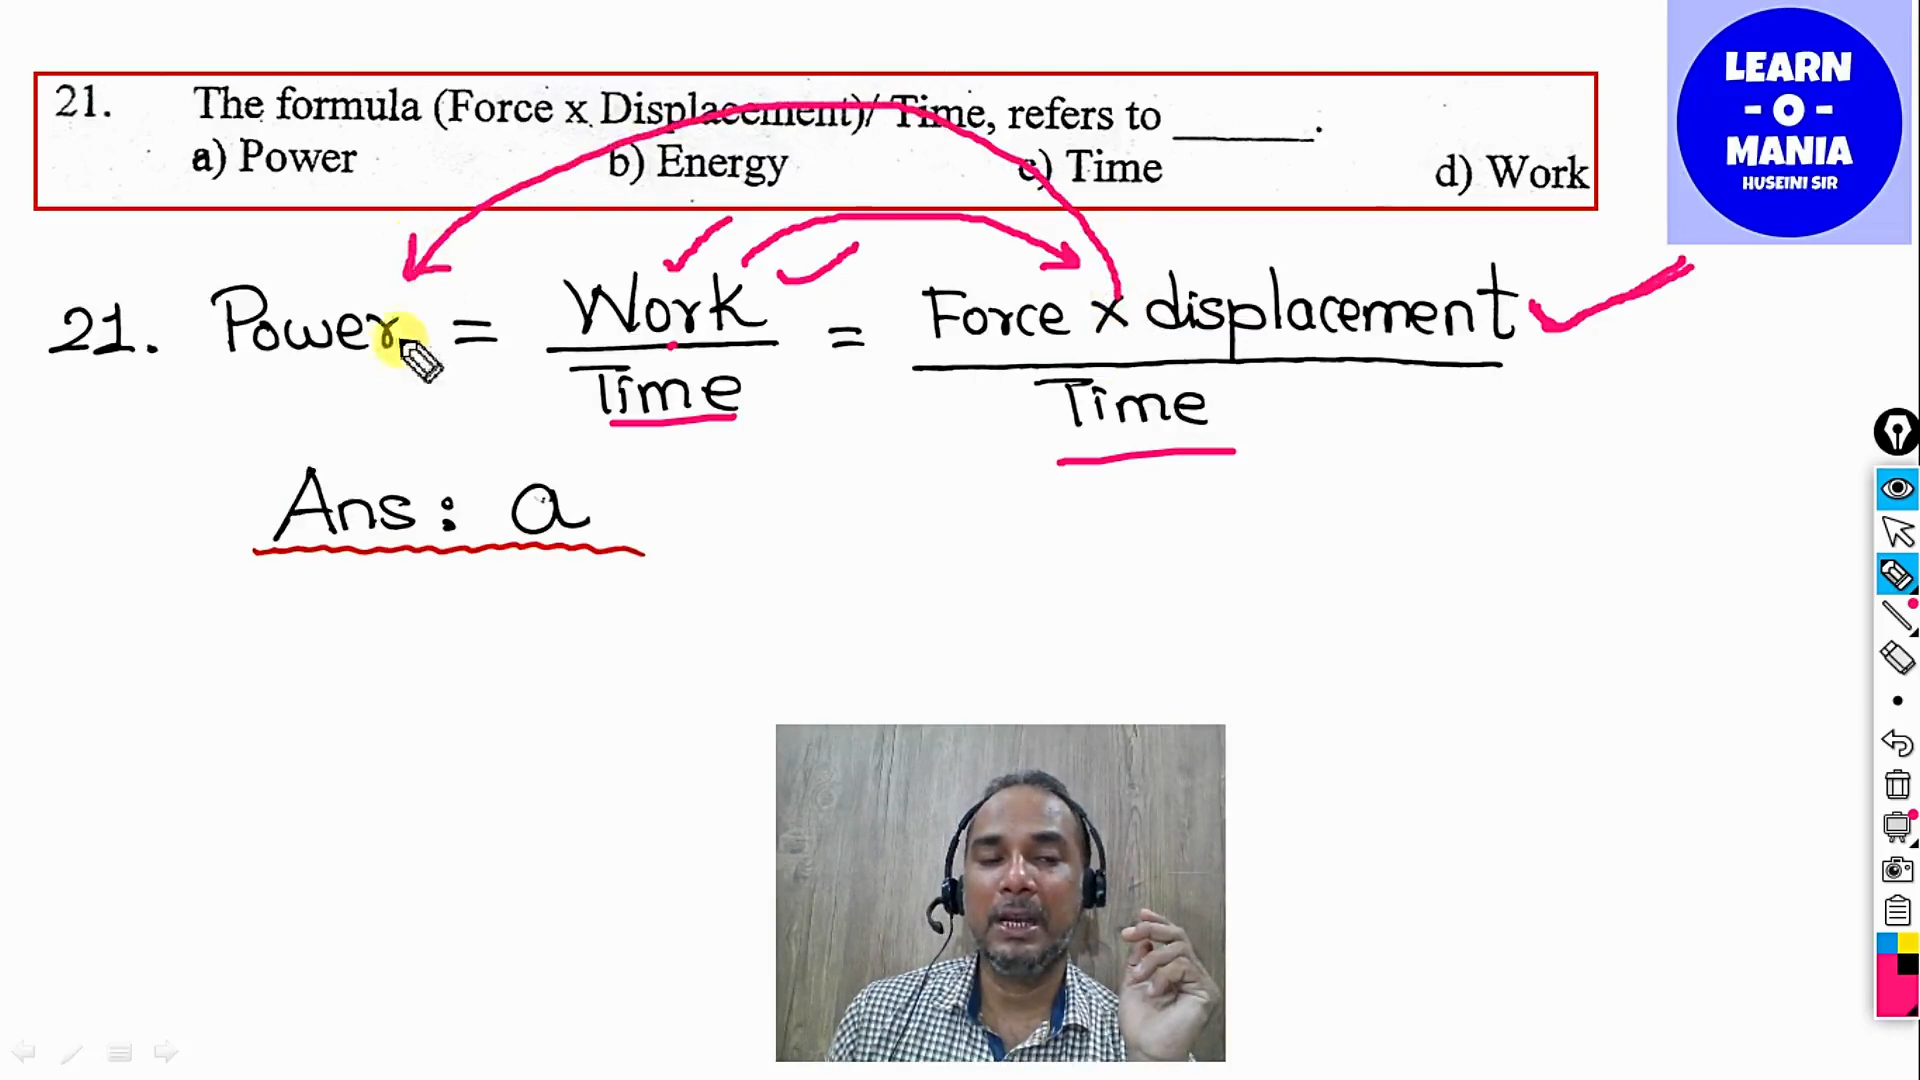 21. The formula (Force x Displacement)/ Time, refers to ______.
a) Power b) Energy c) Time d) Work
LEARN
- O -
MANIA
HUSEINI SIR
21. Power = Work / Time = Force x displacement / Time
Ans: a